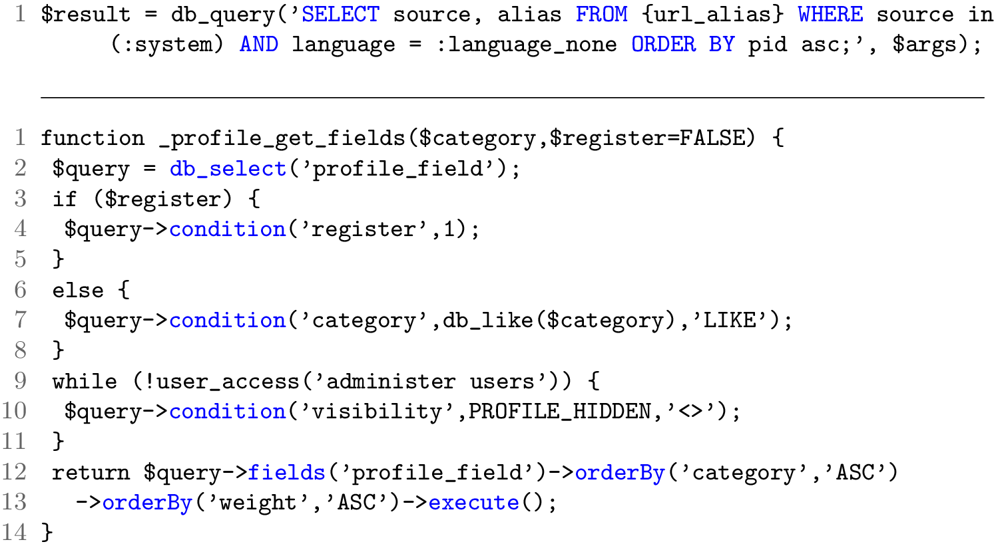 1 $result = db_query('SELECT source, alias FROM {url_alias} WHERE source in
(:system) AND language = :language_none ORDER BY pid asc;', $args);
1 function _profile_get_fields($category,$register=FALSE) {
2 $query = db_select('profile_field');
3 if ($register) {
4 $query->condition('register',1);
5 }
6 else {
7 $query->condition('category',db_like($category),'LIKE');
8 }
9 while (!user_access('administer users')) {
10 $query->condition('visibility',PROFILE_HIDDEN,'<>');
11 }
12 return $query->fields('profile_field')->orderBy('category','ASC')
13 ->orderBy('weight','ASC')->execute();
14 }